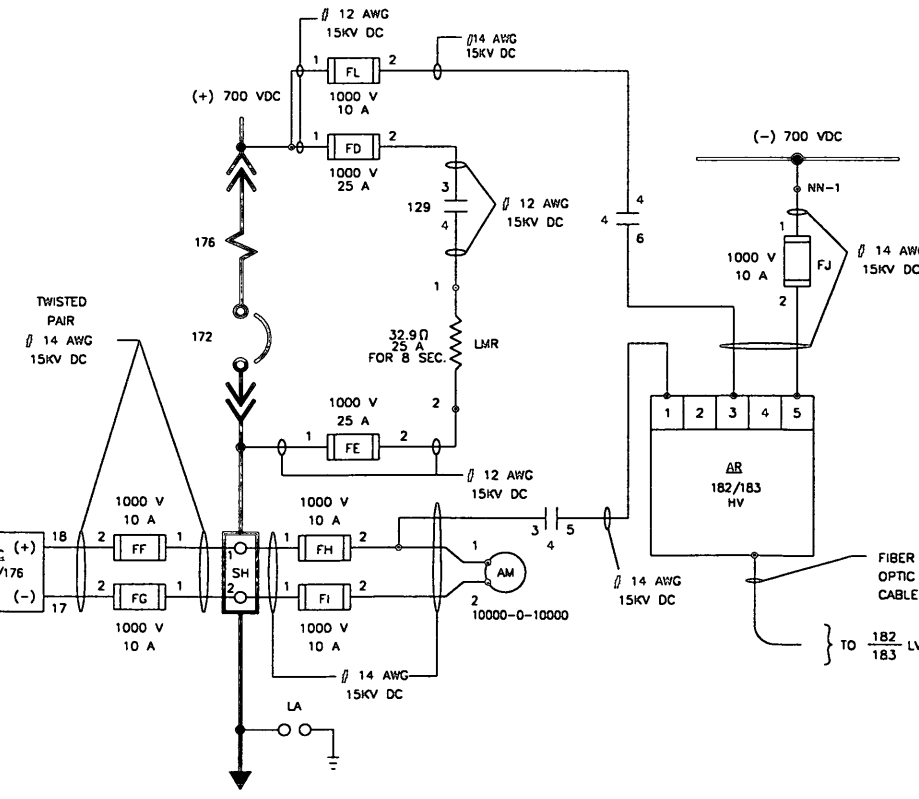 12 AWG
15KV DC
14 AWG
15KV DC
1 FL 2
(+) 700 VDC
1000 V
10 A
(-) 700 VDC
1 FD 2
1000 V
25 A
NN-1
3
129
4
12 AWG
15KV DC
4
4
6
1
1000 V
10 A
FJ
14 AWG
15KV DC
2
176
TWISTED
PAIR
14 AWG
15KV DC
172
1
32.9Ω
25 A
FOR 8 SEC.
LMR
2
1000 V
25 A
1 FE 2
1 2 3 4 5
AR
182/183
HV
12 AWG
15KV DC
1000 V
10 A
1000 V
10 A
(+) 18 2 FF 1 1 1 FH 2 1
3 5
4
/176
SH
AM
(-) 17 2 FG 1 2 1 FI 2 2
10000-0-10000
1000 V
10 A
1000 V
10 A
14 AWG
15KV DC
FIBER
OPTIC
CABLE
14 AWG
15KV DC
TO 182/183 LV
LA